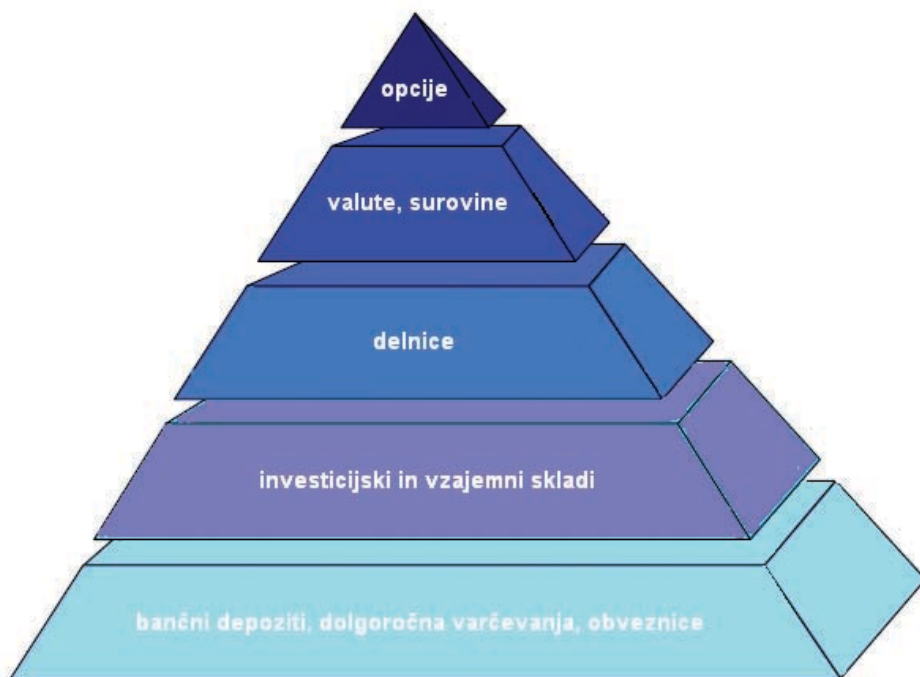 opcije
valute, surovine
delnice
investicijski in vzajemni skladi
bančni depoziti, dolgoročna varčevanja, obveznice